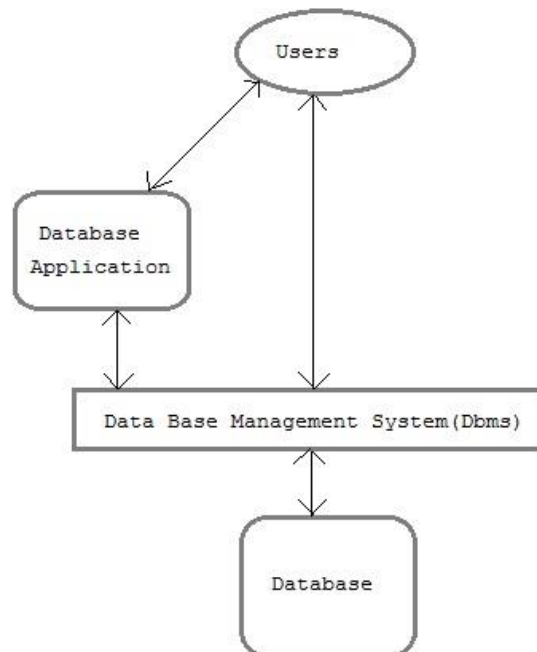 Users
Database
Application
Data Base Management System(Dbms)
Database